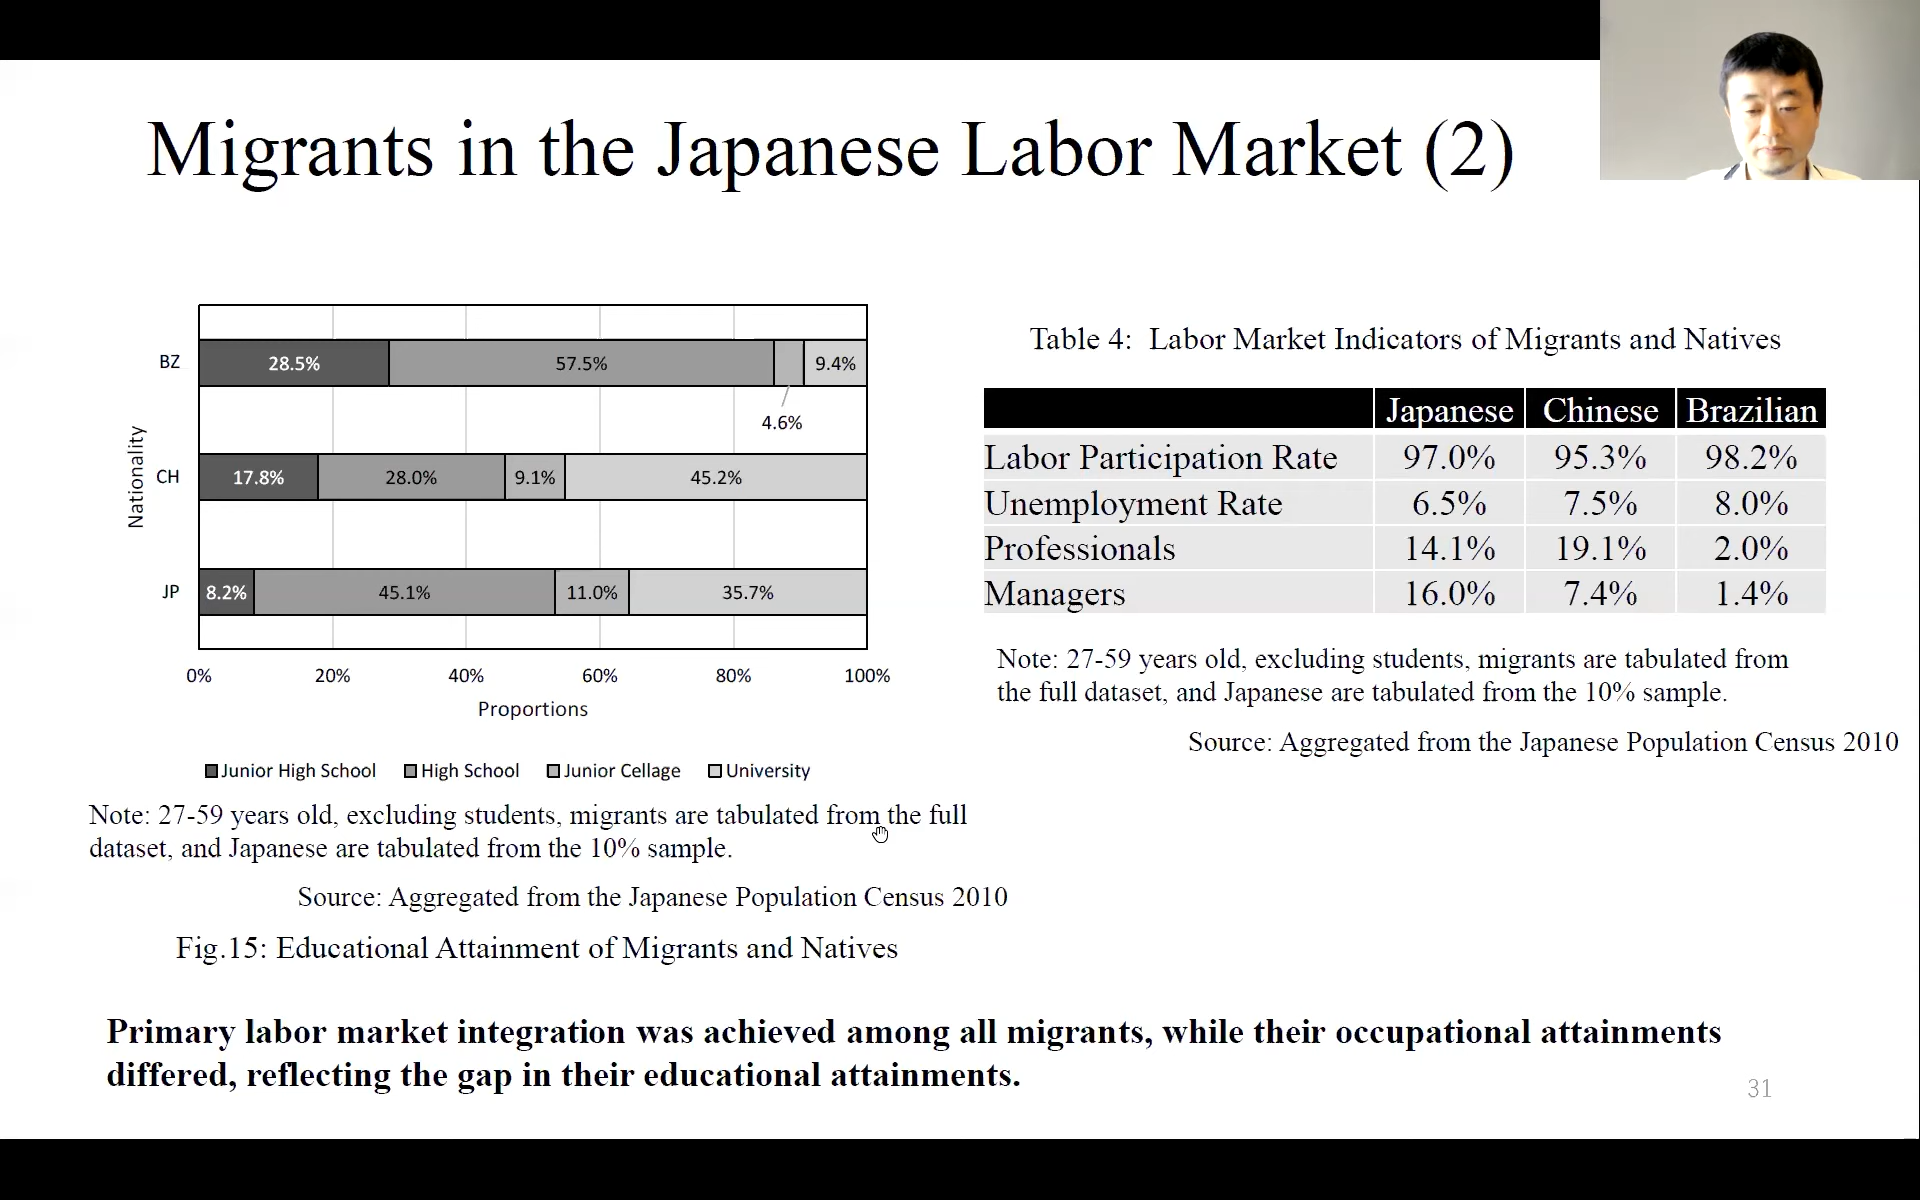 Migrants in the Japanese Labor Market (2)
BZ
28.5%
57.5%
9.4%
4.6%
Nationality
CH
17.8%
28.0%
9.1%
45.2%
JP
8.2%
45.1%
11.0%
35.7%
0%
20%
40%
60%
80%
100%
Proportions
Junior High School
High School
Junior Cellage
University
Note: 27-59 years old, excluding students, migrants are tabulated from the full
dataset, and Japanese are tabulated from the 10% sample.
Source: Aggregated from the Japanese Population Census 2010
Fig.15: Educational Attainment of Migrants and Natives
Table 4: Labor Market Indicators of Migrants and Natives
Japanese Chinese Brazilian
Labor Participation Rate 97.0% 95.3% 98.2%
Unemployment Rate 6.5% 7.5% 8.0%
Professionals 14.1% 19.1% 2.0%
Managers 16.0% 7.4% 1.4%
Note: 27-59 years old, excluding students, migrants are tabulated from
the full dataset, and Japanese are tabulated from the 10% sample.
Source: Aggregated from the Japanese Population Census 2010
Primary labor market integration was achieved among all migrants, while their occupational attainments
differed, reflecting the gap in their educational attainments.
31